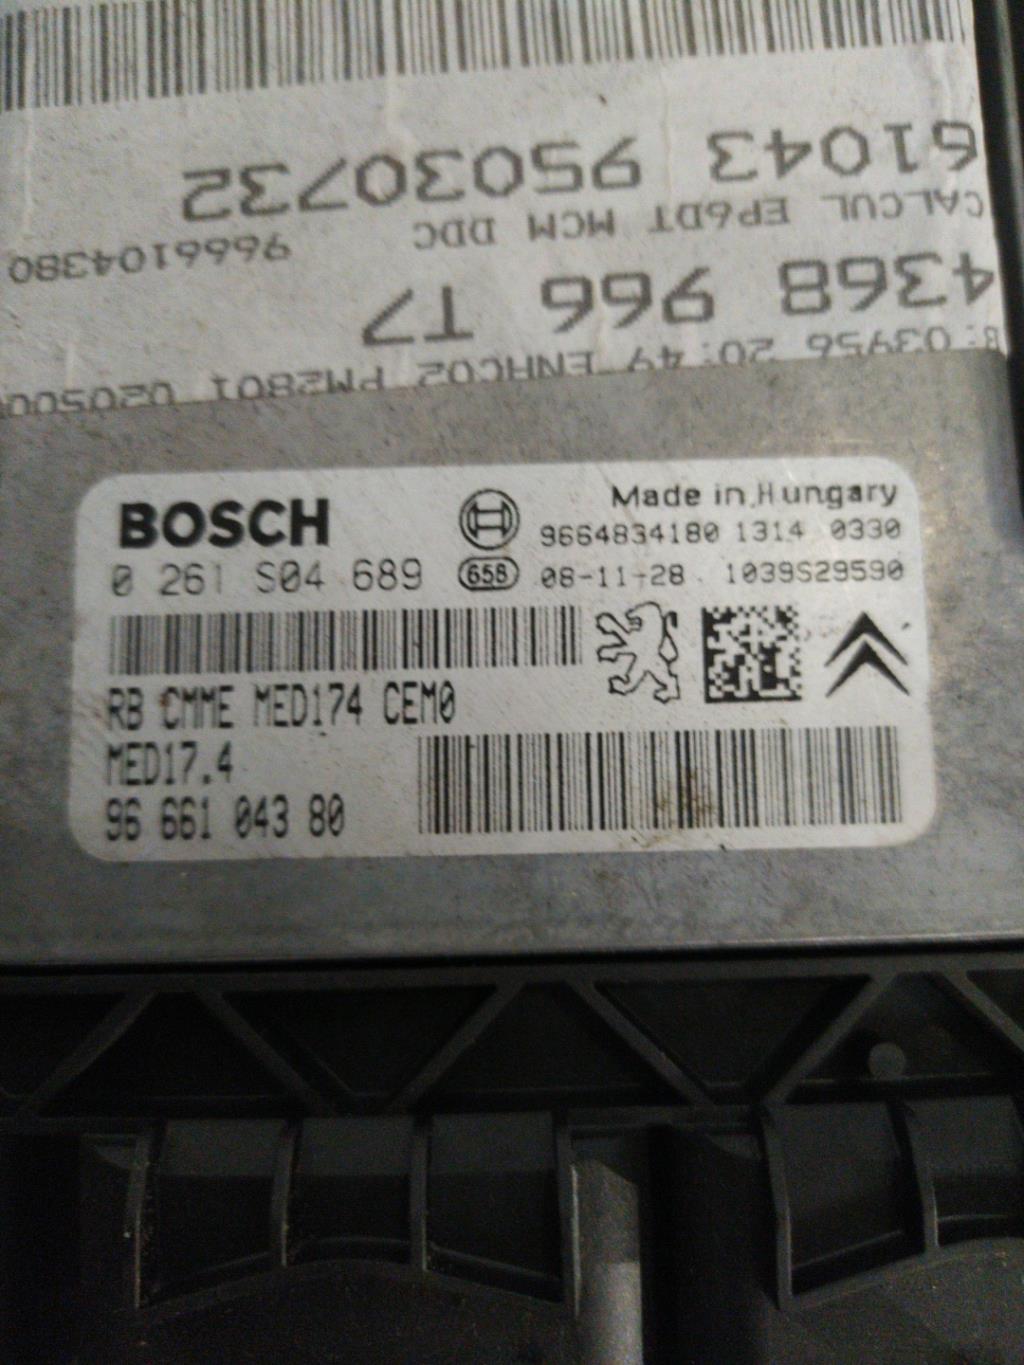 61043 95030732
CALCUL EP6DT MCM DDC 9666104380
4368 966 T7
03956 20:49 ENHC02 PM2801 020500
BOSCH
Made in Hungary
9664834180 1314 0330
0 261 S04 689 658 08-11-28 1039S29590
RB CMME MED174 CEM0
MED17.4
96 661 043 80